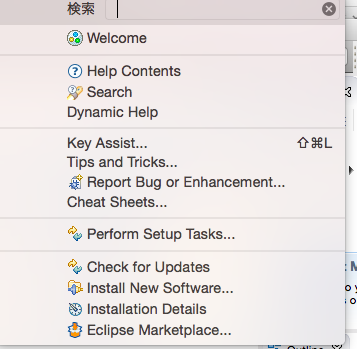 検索
Welcome
Help Contents
Search
Dynamic Help
Key Assist... ⇧⌘L
Tips and Tricks...
Report Bug or Enhancement...
Cheat Sheets...
Perform Setup Tasks...
Check for Updates
Install New Software...
Installation Details
Eclipse Marketplace...
Outline